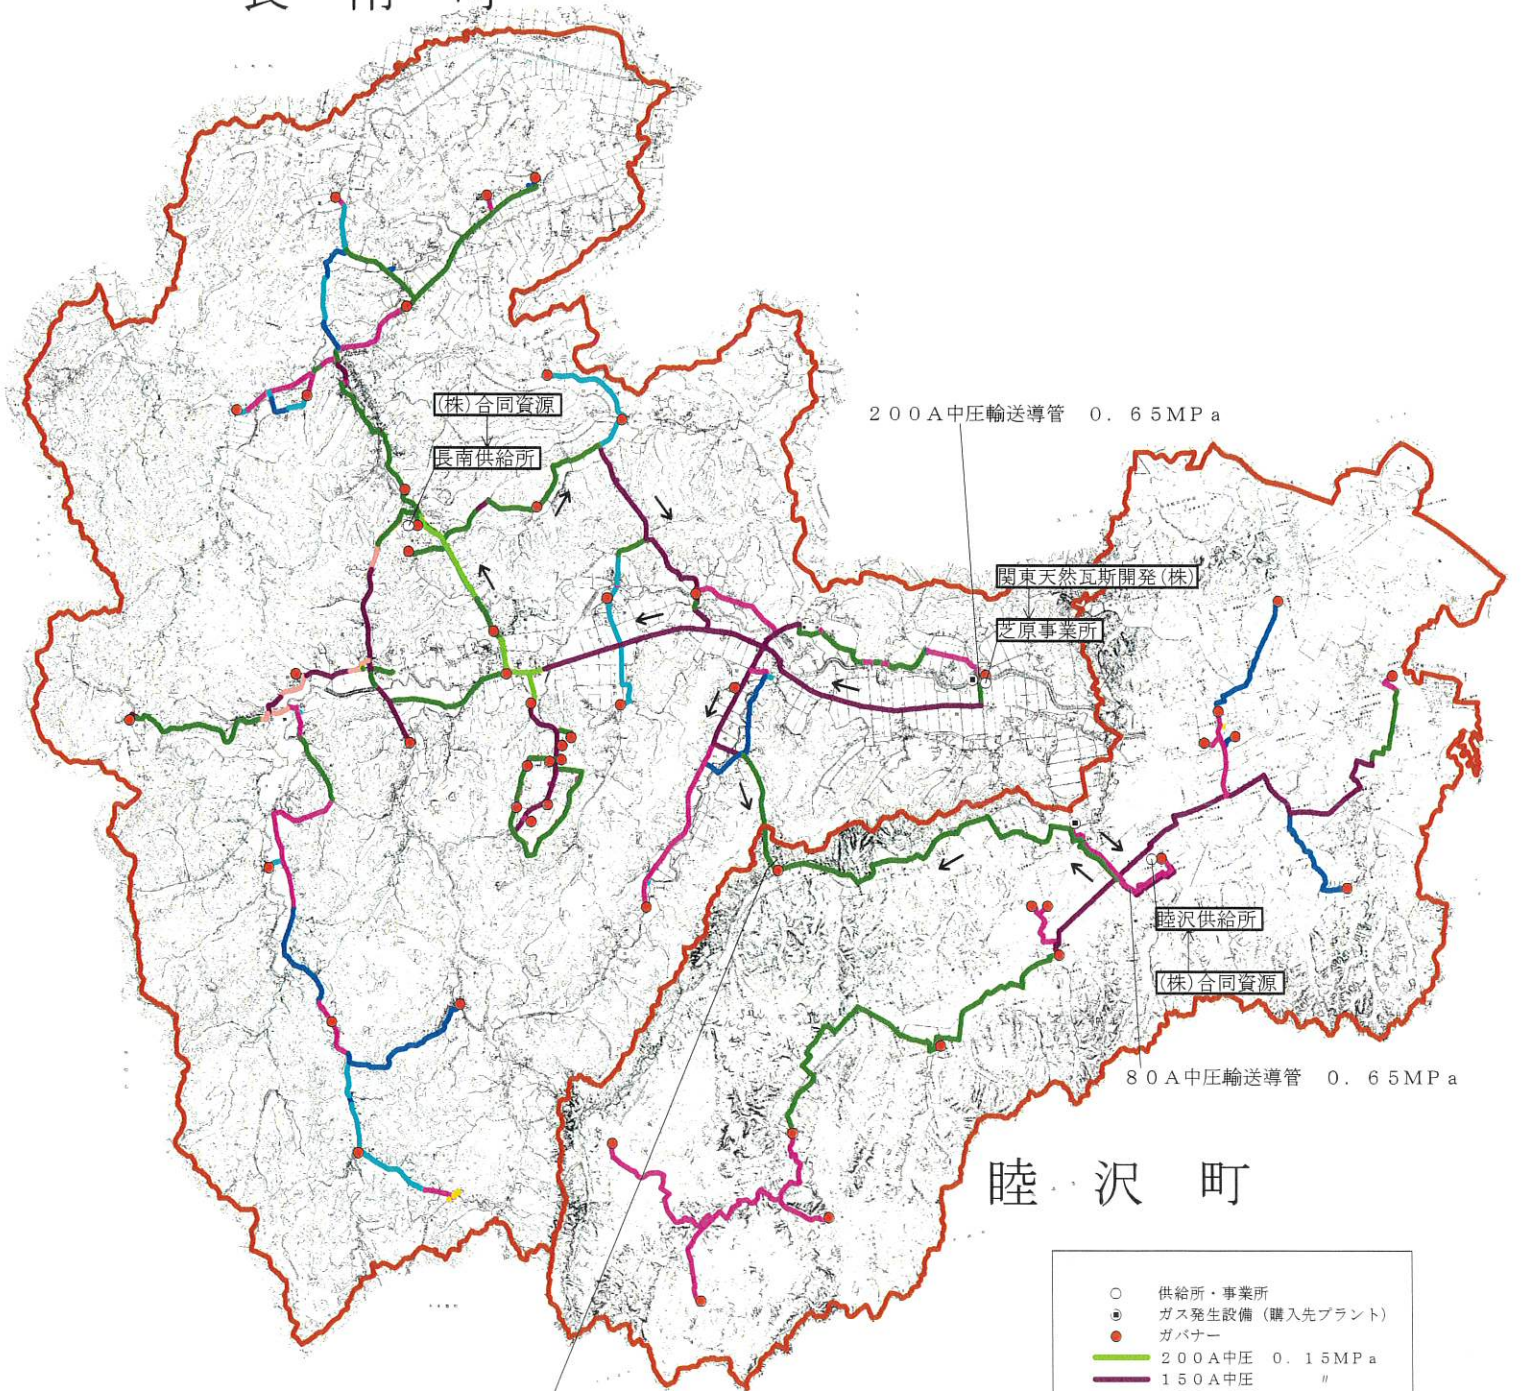 長南町
(株)合同資源
長南供給所
200A中圧輸送導管 0.65MPa
関東天然瓦斯開発(株)
芝原事業所
睦沢供給所
(株)合同資源
80A中圧輸送導管 0.65MPa
睦沢町
供給所・事業所
ガス発生設備(購入先プラント)
ガバナー
200A中圧 0.15MPa
150A中圧 〃